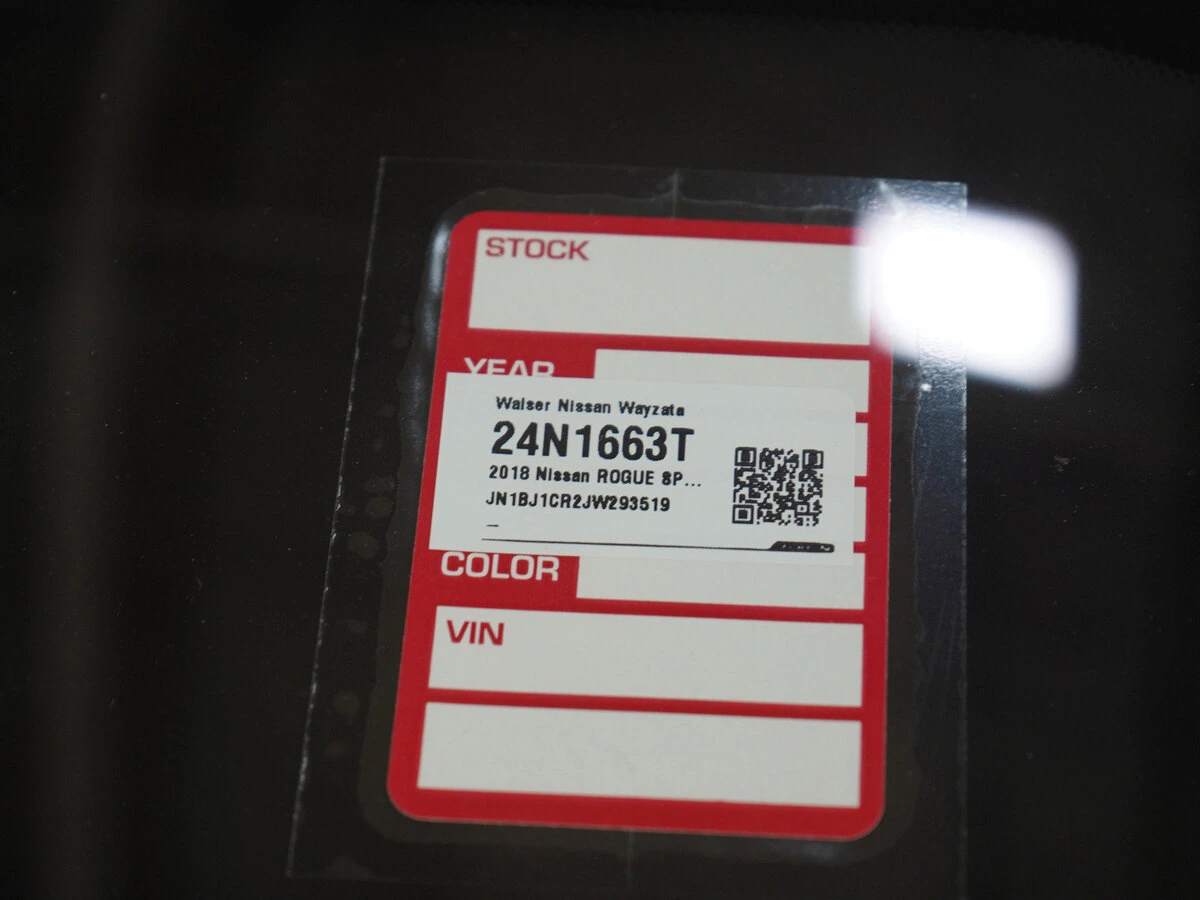 STOCK
YEAR
Walser Nissan Wayzata
24N1663T
2018 Nissan ROGUE SP...
JN1BJ1CR2JW293519
–
COLOR
VIN